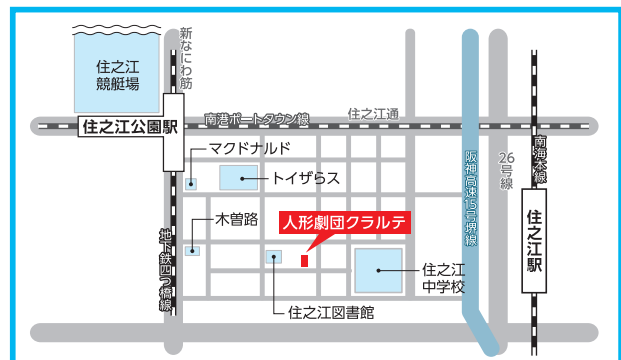 住之江
競艇場
新なにわ筋
住之江公園駅
南港ポートタウン線
住之江通
マクドナルド
トイザらス
木曽路
人形劇団クラルテ
住之江
中学校
住之江図書館
地下鉄四つ橋線
阪神高速15号堺線
26号線
南海本線
住之江駅